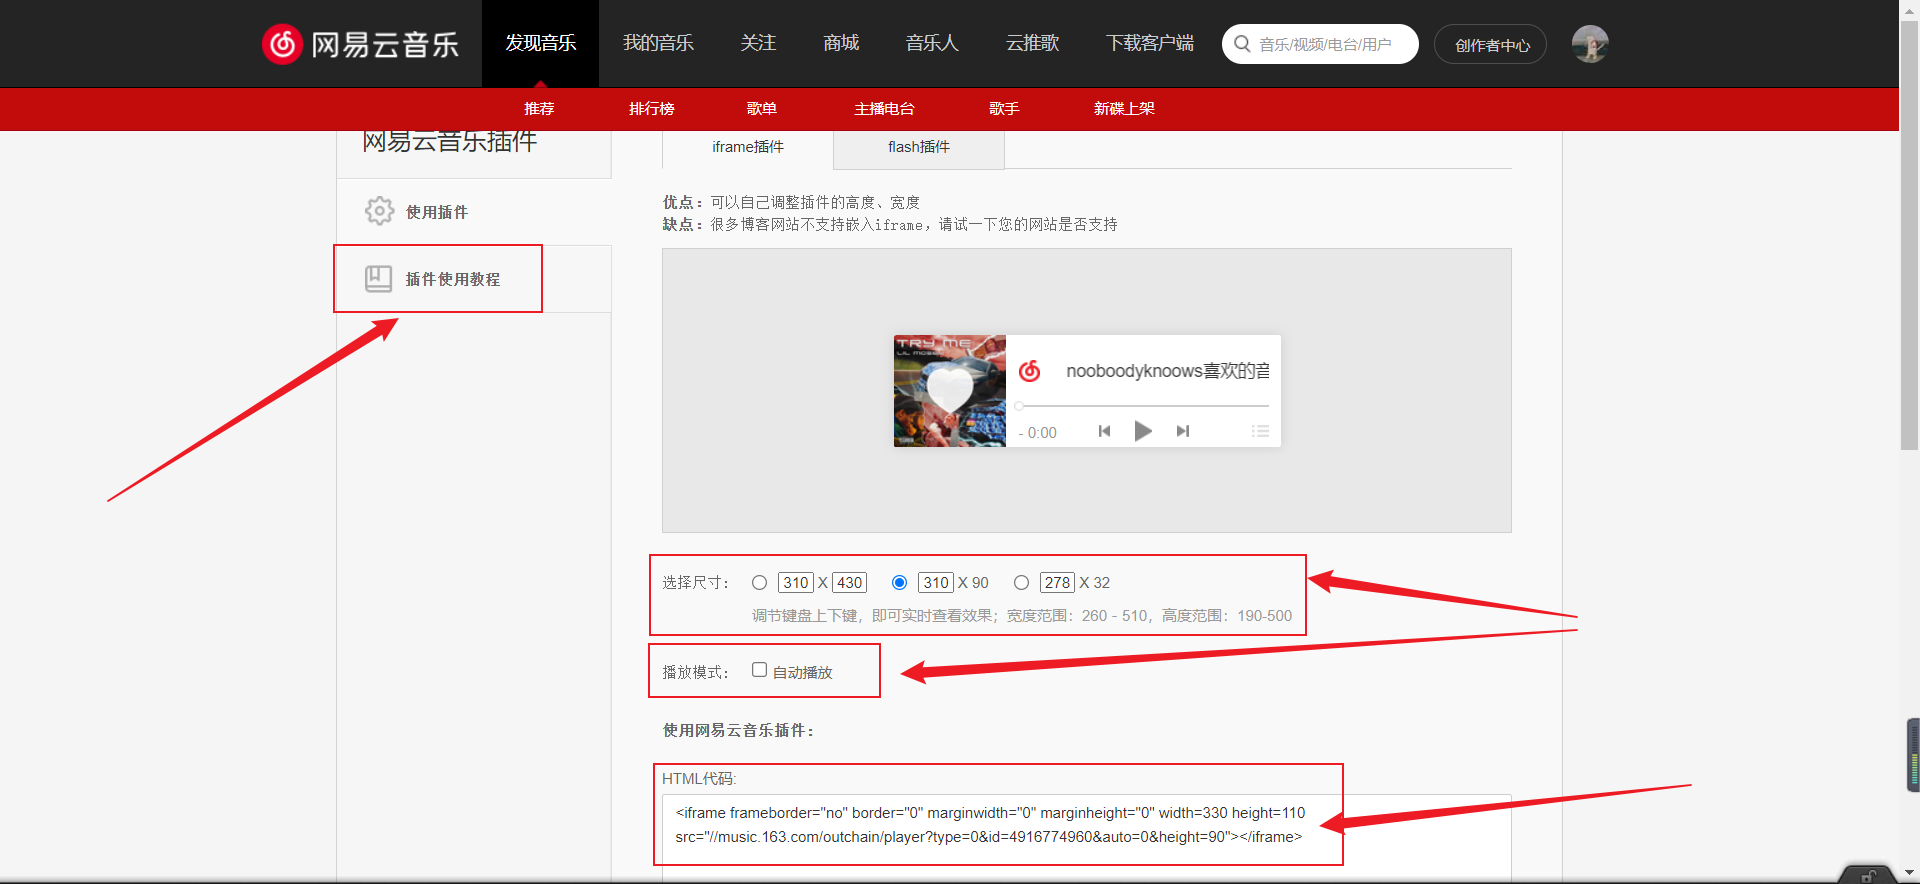 网易云音乐
发现音乐
我的音乐
关注
商城
音乐人
云推歌
下载客户端
音乐/视频/电台/用户
创作者中心
推荐
排行榜
歌单
主播电台
歌手
新碟上架
网易云音乐插件
使用插件
插件使用教程
iframe插件
flash插件
优点：可以自己调整插件的高度、宽度
缺点：很多博客网站不支持嵌入iframe，请试一下您的网站是否支持
TRY ME
nooboodyknoows喜欢的音
- 0:00
选择尺寸： 310 X 430 310 X 90 278 X 32
调节键盘上下键，即可实时查看效果；宽度范围：260 - 510，高度范围：190-500
播放模式： 自动播放
使用网易云音乐插件：
HTML代码:
<iframe frameborder="no" border="0" marginwidth="0" marginheight="0" width=330 height=110
src="//music.163.com/outchain/player?type=0&id=4916774960&auto=0&height=90"></iframe>